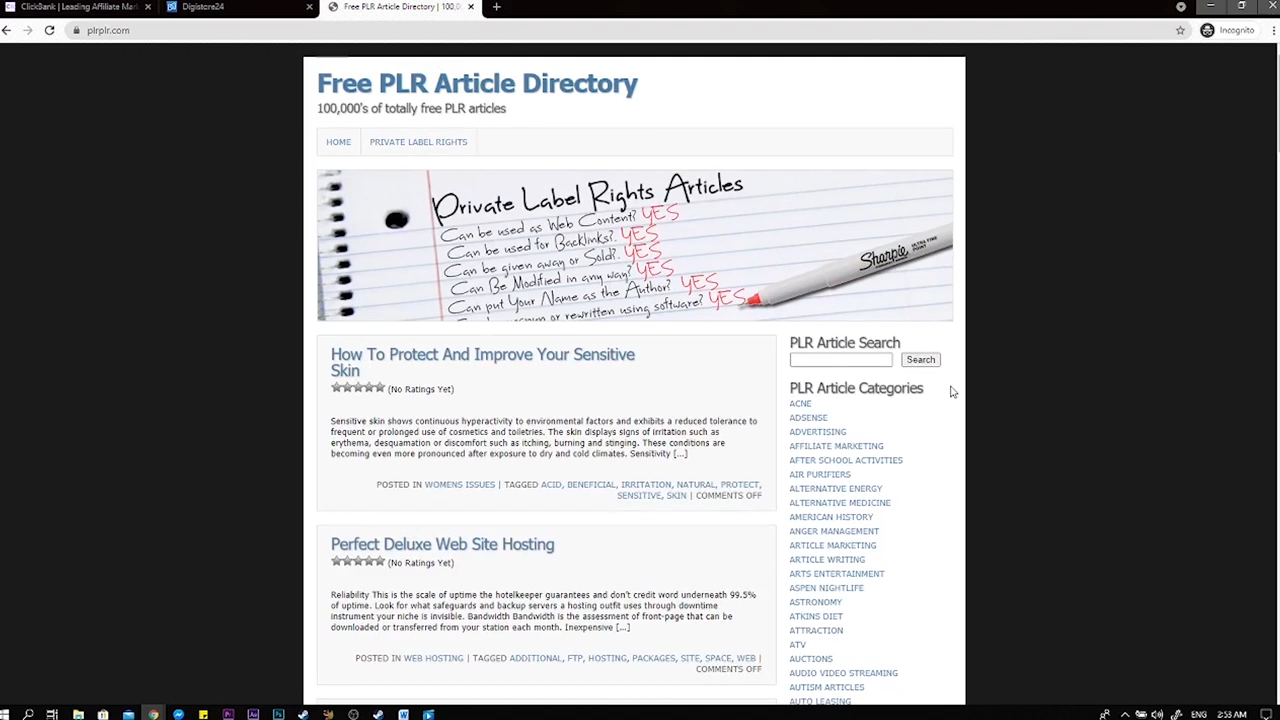 ClickBank | Leading Affiliate Mar
Digistore24
Free PLR Article Directory | 100,0
plrplr.com
Incognito
Free PLR Article Directory
100,000's of totally free PLR articles
HOME
PRIVATE LABEL RIGHTS
Private Label Rights Articles
Can be used as Web Content? YES
Can be used for Backlinks? YES
Can be given away or Sold? YES
Can Be Modified in any way? YES
Can put Your Name as the Author? YES
or rewritten using software? YES
Sharpie
ULTRA FINE POINT
How To Protect And Improve Your Sensitive
Skin
(No Ratings Yet)
Sensitive skin shows continuous hyperactivity to environmental factors and exhibits a reduced tolerance to
frequent or prolonged use of cosmetics and toiletries. The skin displays signs of irritation such as
erythema, desquamation or discomfort such as itching, burning and stinging. These conditions are
becoming even more pronounced after exposure to dry and cold climates. Sensitivity [...]
POSTED IN WOMENS ISSUES | TAGGED ACID, BENEFICIAL, IRRITATION, NATURAL, PROTECT,
SENSITIVE, SKIN | COMMENTS OFF
Perfect Deluxe Web Site Hosting
(No Ratings Yet)
Reliability This is the scale of uptime the hotelkeeper guarantees and don't credit word underneath 99.5%
of uptime. Look for what safeguards and backup servers a hosting outfit uses through downtime
instrument your niche is invisible. Bandwidth Bandwidth is the assessment of front-page that can be
downloaded or transferred from your station each month. Inexpensive [...]
POSTED IN WEB HOSTING | TAGGED ADDITIONAL, FTP, HOSTING, PACKAGES, SITE, SPACE, WEB |
COMMENTS OFF
PLR Article Search
Search
PLR Article Categories
ACNE
ADSENSE
ADVERTISING
AFFILIATE MARKETING
AFTER SCHOOL ACTIVITIES
AIR PURIFIERS
ALTERNATIVE ENERGY
ALTERNATIVE MEDICINE
AMERICAN HISTORY
ANGER MANAGEMENT
ARTICLE MARKETING
ARTICLE WRITING
ARTS ENTERTAINMENT
ASPEN NIGHTLIFE
ASTRONOMY
ATKINS DIET
ATTRACTION
ATV
AUCTIONS
AUDIO VIDEO STREAMING
AUTISM ARTICLES
AUTO LEASING
2:53 AM